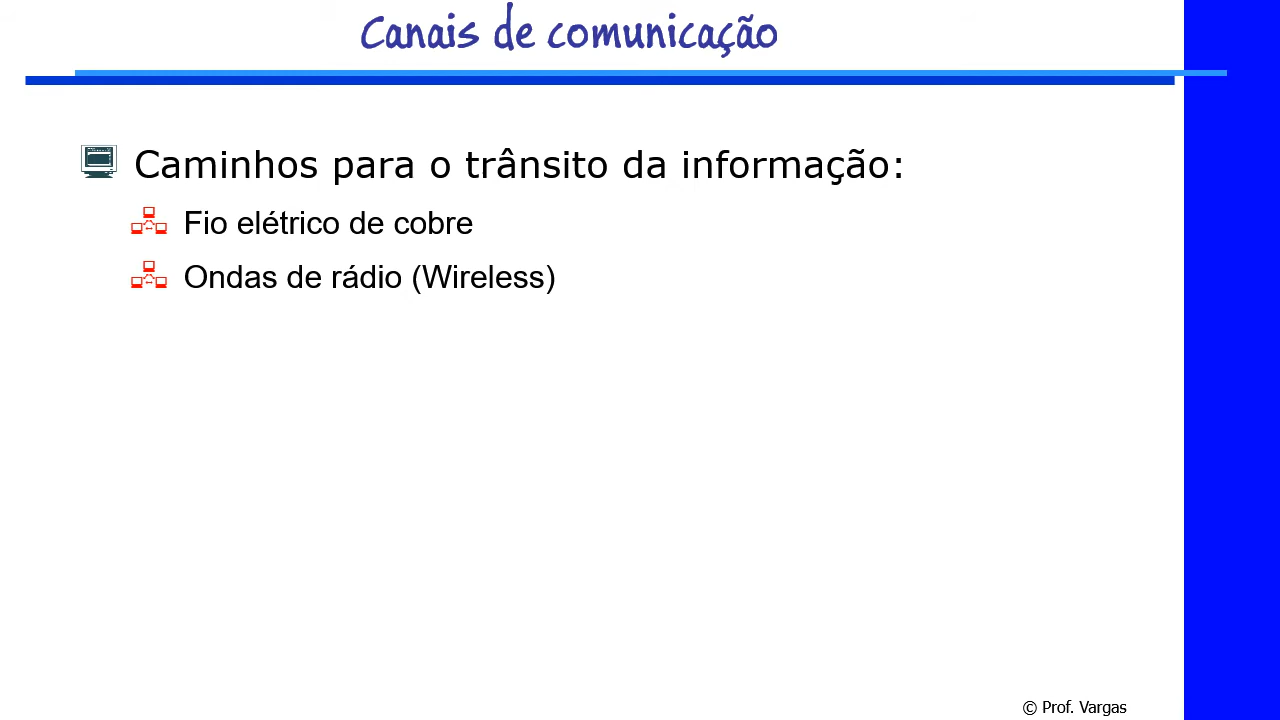 Canais de comunicação
Caminhos para o trânsito da informação:
Fio elétrico de cobre
Ondas de rádio (Wireless)
© Prof. Vargas